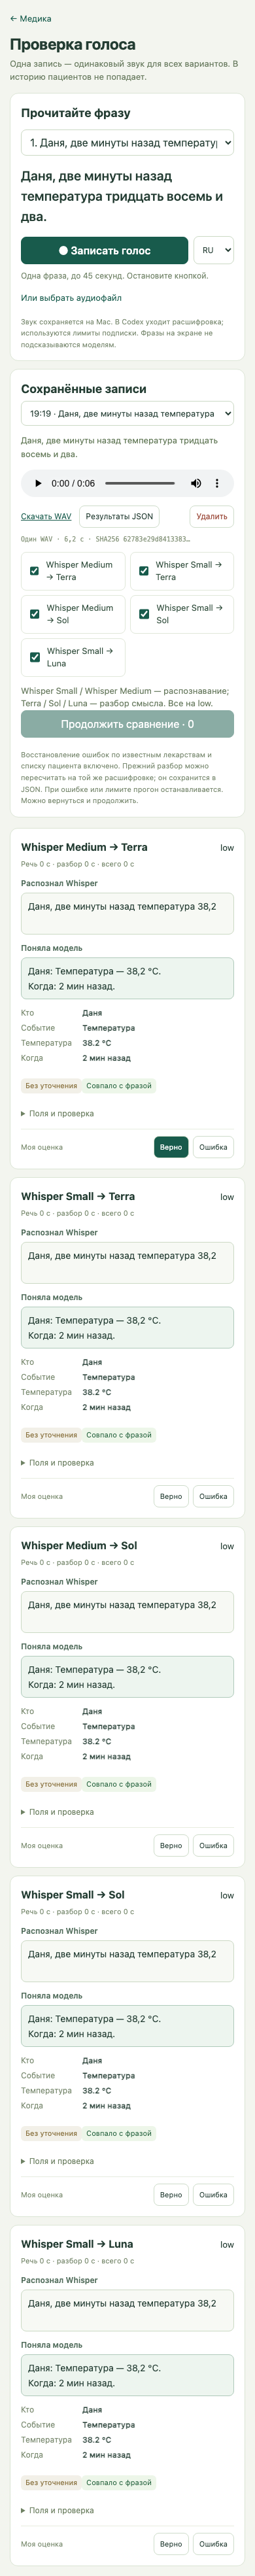 ← Медика
Проверка голоса
Одна запись — одинаковый звук для всех вариантов. В
историю пациентов не попадает.
Прочитайте фразу
1. Даня, две минуты назад температур
Даня, две минуты назад
температура тридцать восемь и
два.
Записать голос
RU
Одна фраза, до 45 секунд. Остановите кнопкой.
Или выбрать аудиофайл
Звук сохраняется на Mac. В Codex уходит расшифровка;
используются лимиты подписки. Фразы на экране не
подсказываются моделям.
Сохранённые записи
19:19 · Даня, две минуты назад температура
Даня, две минуты назад температура тридцать
восемь и два.
0:00 / 0:06
Скачать WAV
Результаты JSON
Удалить
Один WAV · 6,2 с · SHA256 62783e29d8413383…
Whisper Medium
→ Terra
Whisper Small →
Terra
Whisper Medium
→ Sol
Whisper Small →
Sol
Whisper Small →
Luna
Whisper Small / Whisper Medium — распознавание;
Terra / Sol / Luna — разбор смысла. Все на low.
Продолжить сравнение · 0
Восстановление ошибок по известным лекарствам и
списку пациента включено. Прежний разбор можно
пересчитать на той же расшифровке; он сохранится в
JSON. При ошибке или лимите прогон останавливается.
Можно вернуться и продолжить.
Whisper Medium → Terra
low
Речь 0 с · разбор 0 с · всего 0 с
Распознал Whisper
Даня, две минуты назад температура 38,2
Поняла модель
Даня: Температура — 38,2 °C.
Когда: 2 мин назад.
Кто Даня
Событие Температура
Температура 38.2 °C
Когда 2 мин назад
Без уточнения Совпало с фразой
▶ Поля и проверка
Моя оценка
Верно
Ошибка
Whisper Small → Terra
low
Речь 0 с · разбор 0 с · всего 0 с
Распознал Whisper
Даня, две минуты назад температура 38,2
Поняла модель
Даня: Температура — 38,2 °C.
Когда: 2 мин назад.
Кто Даня
Событие Температура
Температура 38.2 °C
Когда 2 мин назад
Без уточнения Совпало с фразой
▶ Поля и проверка
Моя оценка
Верно
Ошибка
Whisper Medium → Sol
low
Речь 0 с · разбор 0 с · всего 0 с
Распознал Whisper
Даня, две минуты назад температура 38,2
Поняла модель
Даня: Температура — 38,2 °C.
Когда: 2 мин назад.
Кто Даня
Событие Температура
Температура 38.2 °C
Когда 2 мин назад
Без уточнения Совпало с фразой
▶ Поля и проверка
Моя оценка
Верно
Ошибка
Whisper Small → Sol
low
Речь 0 с · разбор 0 с · всего 0 с
Распознал Whisper
Даня, две минуты назад температура 38,2
Поняла модель
Даня: Температура — 38,2 °C.
Когда: 2 мин назад.
Кто Даня
Событие Температура
Температура 38.2 °C
Когда 2 мин назад
Без уточнения Совпало с фразой
▶ Поля и проверка
Моя оценка
Верно
Ошибка
Whisper Small → Luna
low
Речь 0 с · разбор 0 с · всего 0 с
Распознал Whisper
Даня, две минуты назад температура 38,2
Поняла модель
Даня: Температура — 38,2 °C.
Когда: 2 мин назад.
Кто Даня
Событие Температура
Температура 38.2 °C
Когда 2 мин назад
Без уточнения Совпало с фразой
▶ Поля и проверка
Моя оценка
Верно
Ошибка